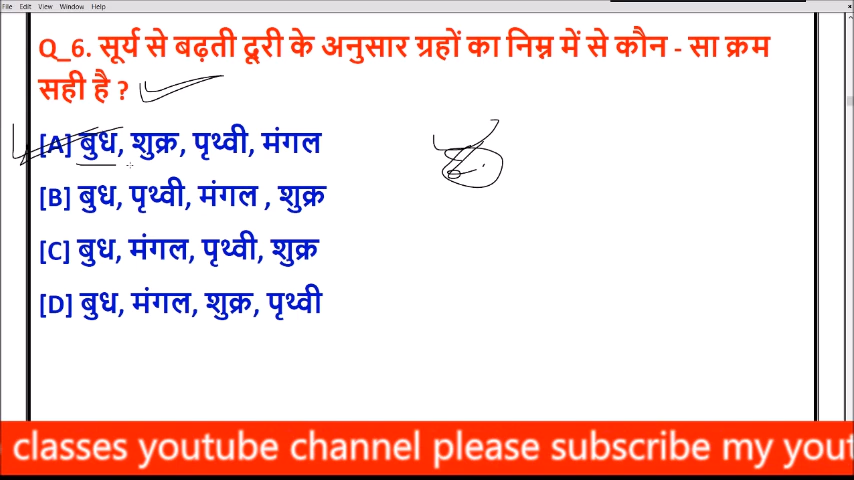 File Edit View Window Help
Q_6. सूर्य से बढ़ती दूरी के अनुसार ग्रहों का निम्न में से कौन - सा क्रम
सही है ?
[A] बुध, शुक्र, पृथ्वी, मंगल
[B] बुध, पृथ्वी, मंगल , शुक्र
[C] बुध, मंगल, पृथ्वी, शुक्र
[D] बुध, मंगल, शुक्र, पृथ्वी
classes youtube channel please subscribe my yout